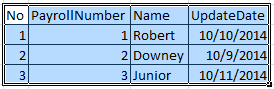 No PayrollNumber Name UpdateDate
1 1 Robert 10/10/2014
2 2 Downey 10/9/2014
3 3 Junior 10/11/2014